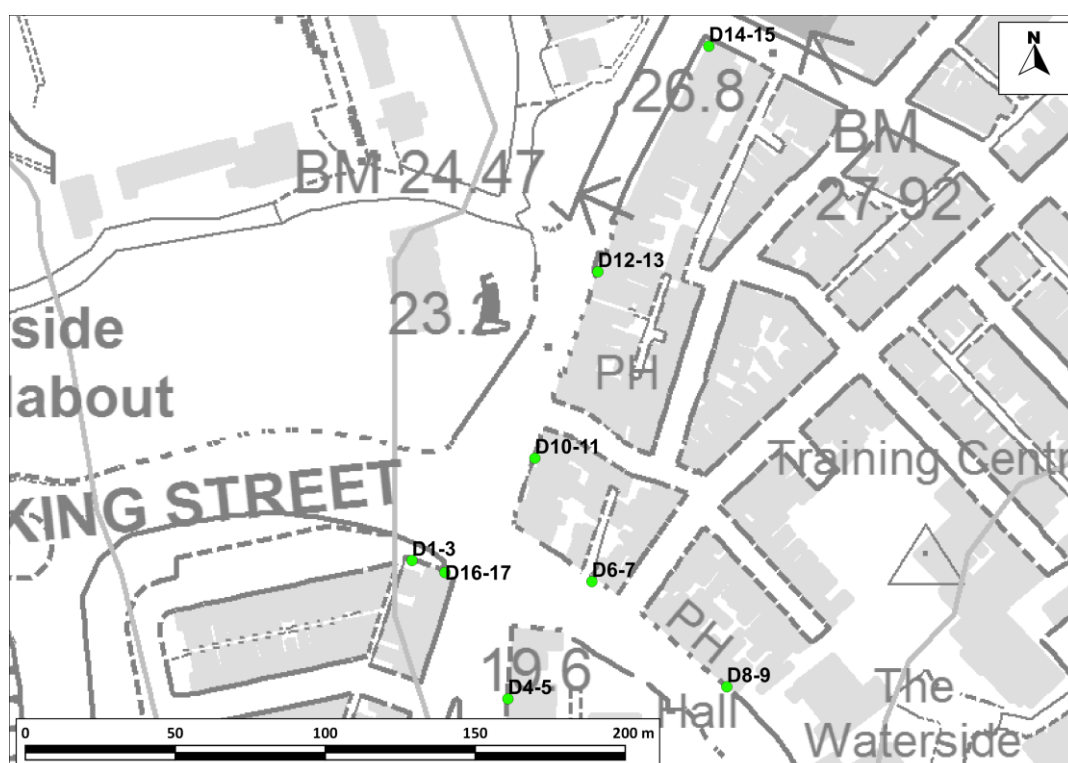 D14-15
N
26.8
BM
BM 24.47
27.92
D12-13
23.2
side
PH
labout
D10-11
Training Centr
KING STREET
D1-3
D16-17
D6-7
PH
19.6
D4-5
D8-9
The
Hall
Waterside
0 50 100 150 200 m